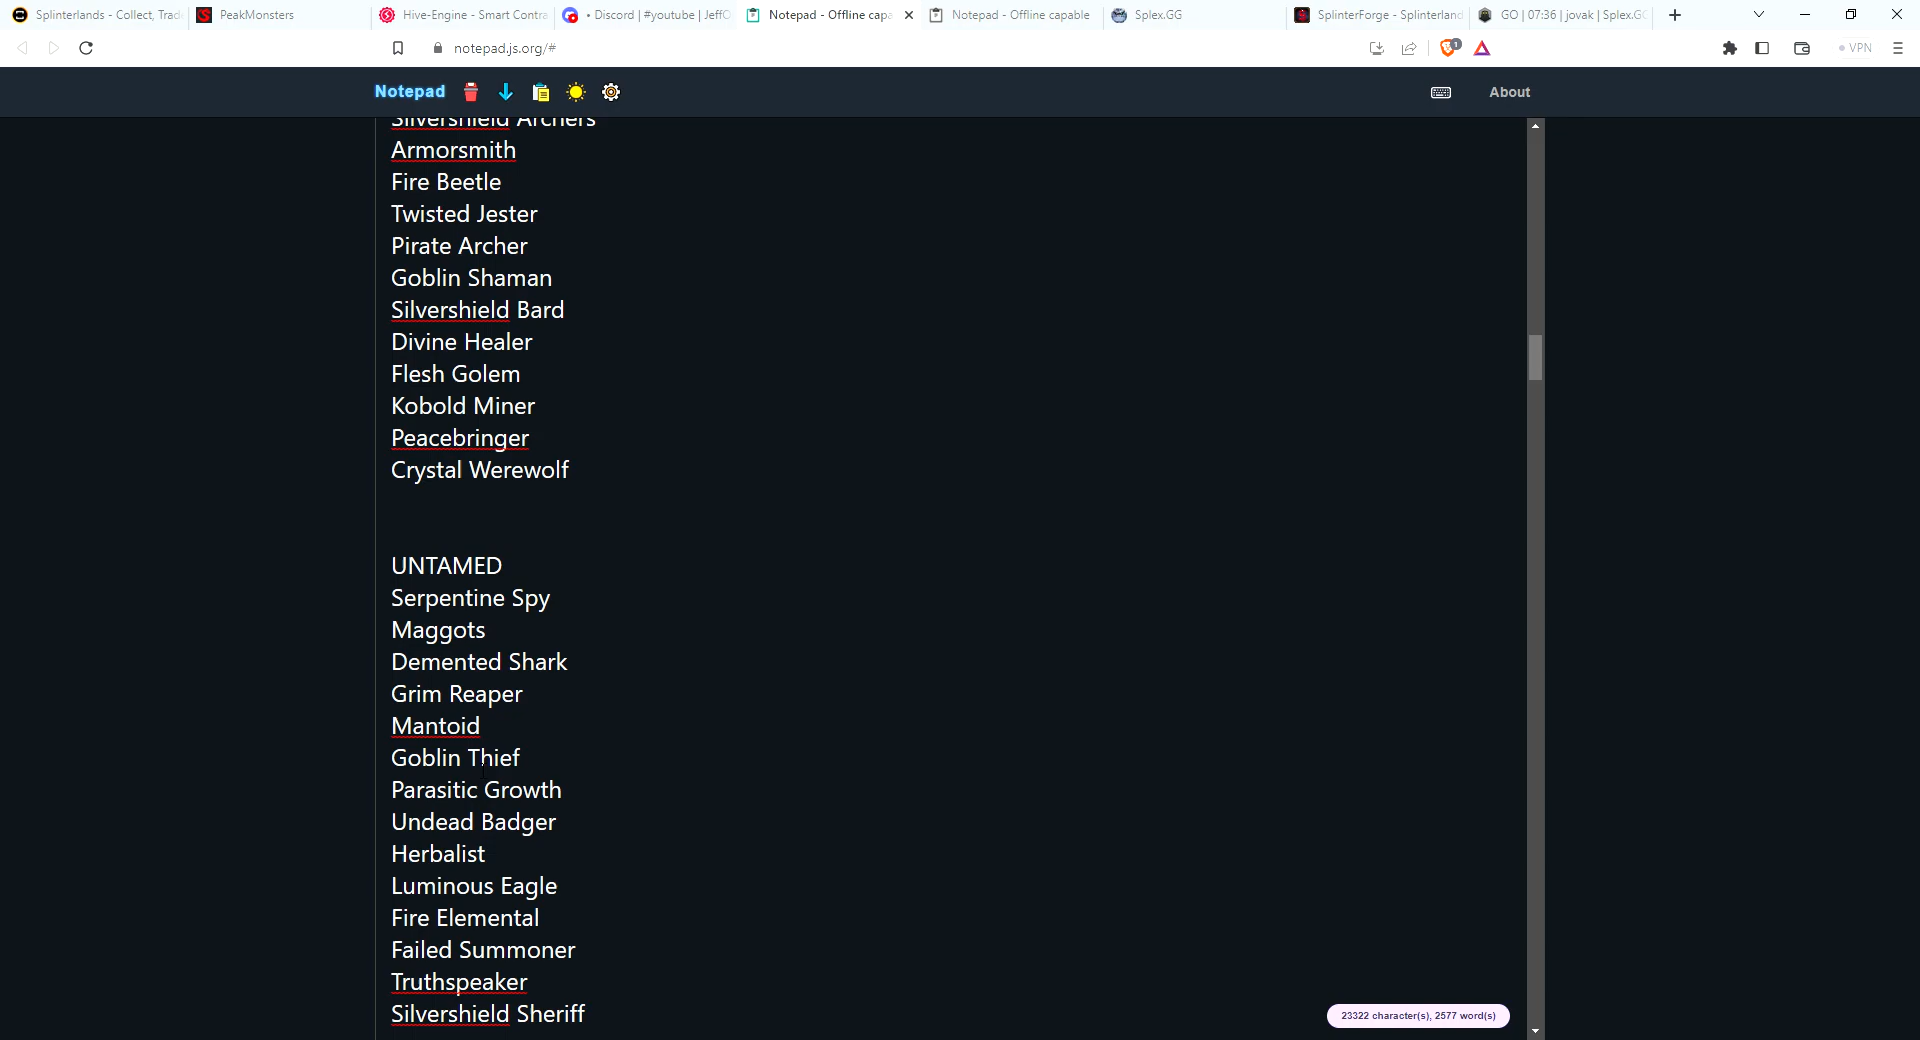 Splinterlands - Collect, Trad
PeakMonsters
Hive-Engine - Smart Contra
• Discord | #youtube | JeffO
Notepad - Offline capa
Notepad - Offline capable
Splex.GG
SplinterForge - Splinterland
GO | 07:36 | jovak | Splex.GG
notepad.js.org/#
1
VPN
Notepad
About
Silvershield Archers
Armorsmith
Fire Beetle
Twisted Jester
Pirate Archer
Goblin Shaman
Silvershield Bard
Divine Healer
Flesh Golem
Kobold Miner
Peacebringer
Crystal Werewolf
UNTAMED
Serpentine Spy
Maggots
Demented Shark
Grim Reaper
Mantoid
Goblin Thief
Parasitic Growth
Undead Badger
Herbalist
Luminous Eagle
Fire Elemental
Failed Summoner
Truthspeaker
Silvershield Sheriff
23322 character(s), 2577 word(s)